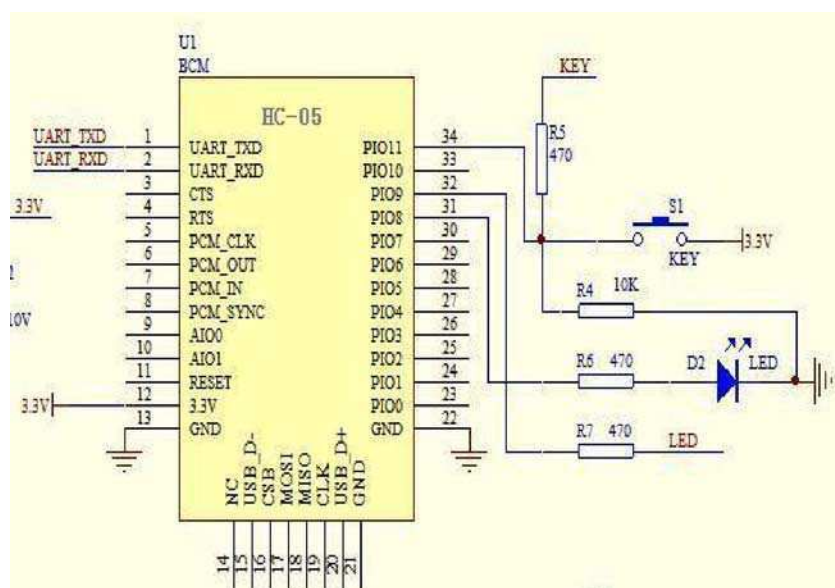 U1
BCM
HC-05
UART_TXD 1 UART_TXD PIO11 34
UART_RXD 2 UART_RXD PIO10 33
3 CTS PIO9 32
3.3V 4 RTS PIO8 31
5 PCM_CLK PIO7 30
6 PCM_OUT PIO6 29
7 PCM_IN PIO5 28
8 PCM_SYNC PIO4 27
9 AIO0 PIO3 26
10 AIO1 PIO2 25
11 RESET PIO1 24
3.3V 12 3.3V PIO0 23
13 GND GND 22
NC
USB_D-
CSB
MOSI
MISO
CLK
USB_D+
GND
14
15
16
17
18
19
20
21
KEY
R5
470
S1
KEY
3.3V
R4 10K
R6 470
D2 LED
R7 470 LED